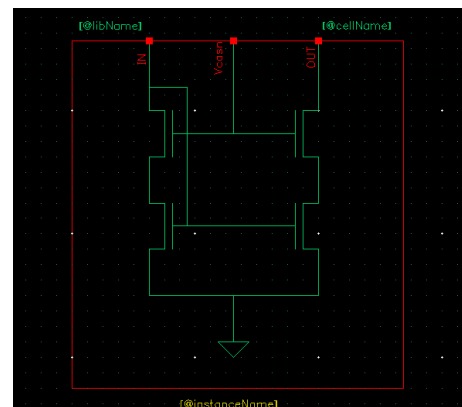 [@libName]
[@cellName]
IN
Vcasn
OUT
[@instanceName]